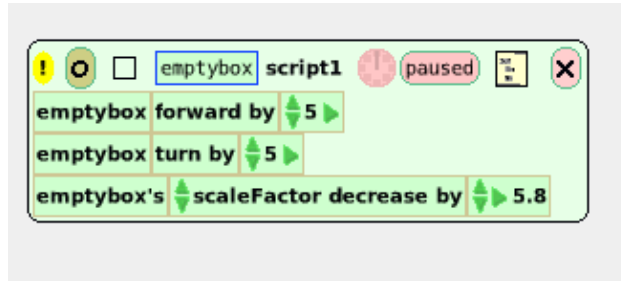 ! O emptybox script1 paused X
emptybox forward by 5
emptybox turn by 5
emptybox's scaleFactor decrease by 5.8